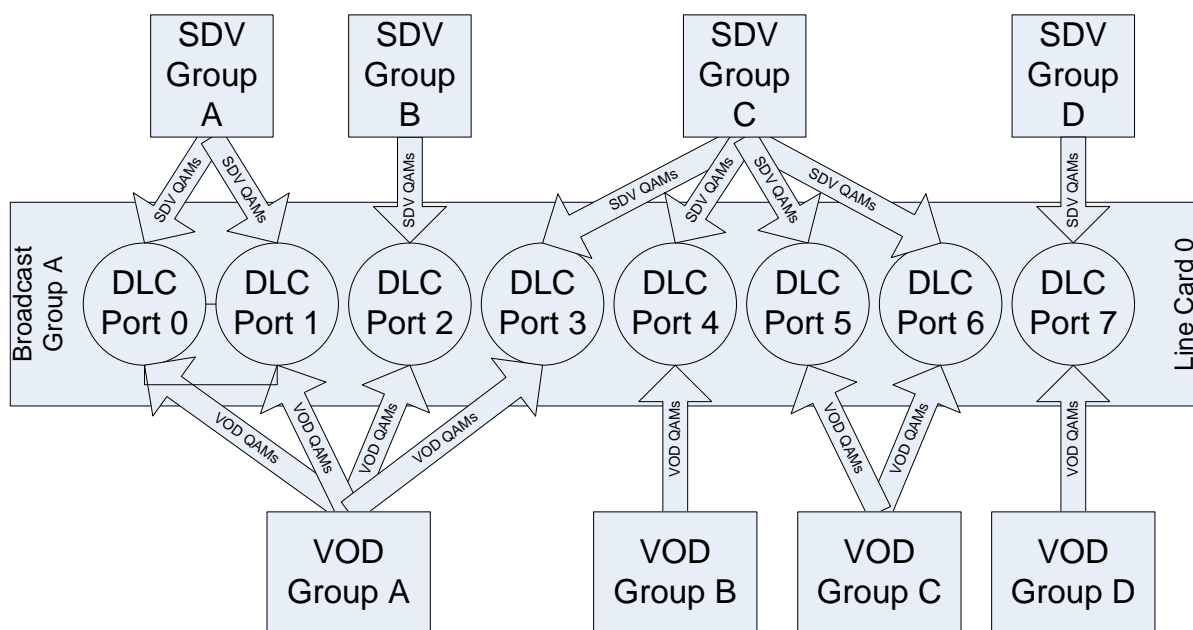 SDV
Group
A
SDV
Group
B
SDV
Group
C
SDV
Group
D
SDV QAMs
SDV QAMs
SDV QAMs
SDV QAMs
SDV QAMs
SDV QAMs
SDV QAMs
SDV QAMs
Broadcast
Group A
DLC
Port 0
DLC
Port 1
DLC
Port 2
DLC
Port 3
DLC
Port 4
DLC
Port 5
DLC
Port 6
DLC
Port 7
Line Card 0
VOD QAMs
VOD QAMs
VOD QAMs
VOD QAMs
VOD QAMs
VOD QAMs
VOD QAMs
VOD QAMs
VOD
Group A
VOD
Group B
VOD
Group C
VOD
Group D